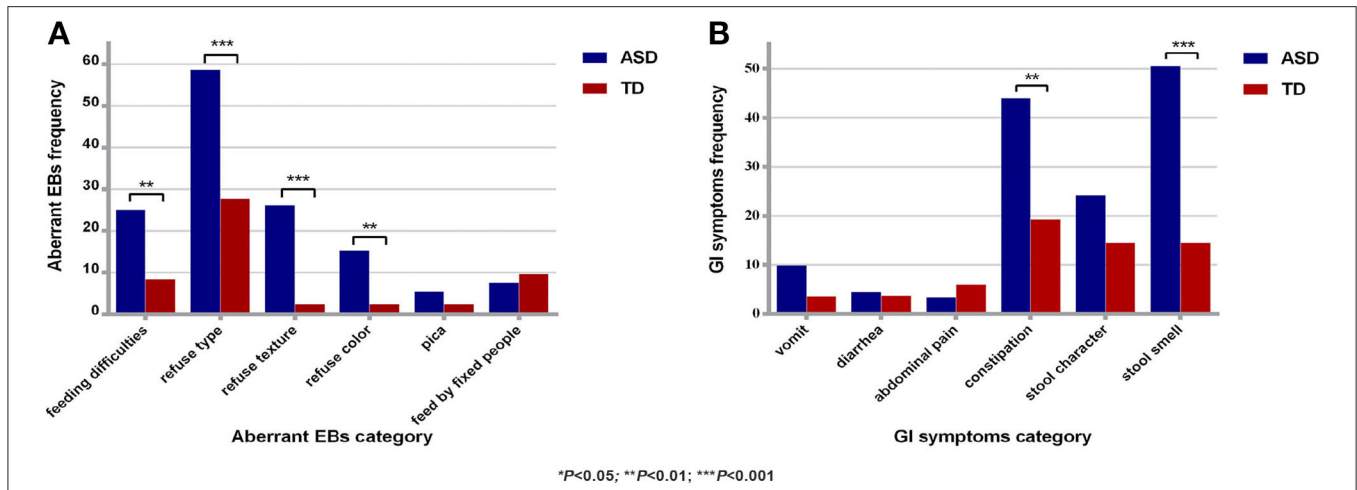 A
Aberrant EBs frequency
60
50
40
30
20
10
0
**
***
***
**
ASD
TD
feeding difficulties
refuse type
refuse texture
refuse color
pica
feed by fixed people
Aberrant EBs category
B
GI symptoms frequency
50
40
30
20
10
0
**
***
ASD
TD
vomit
diarrhea
abdominal pain
constipation
stool character
stool smell
GI symptoms category
*P<0.05; **P<0.01; ***P<0.001